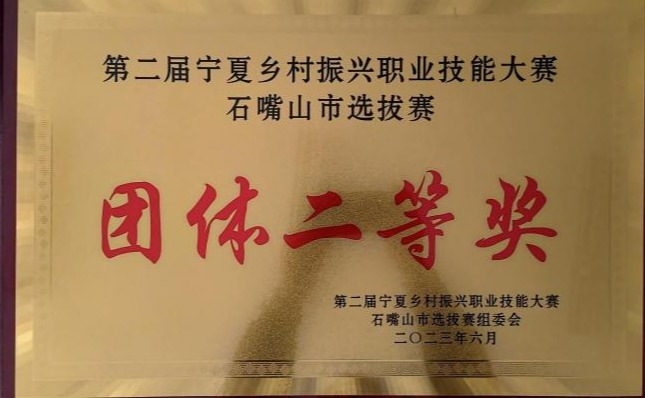 第二届宁夏乡村振兴职业技能大赛
石嘴山市选拔赛
团体二等奖
第二届宁夏乡村振兴职业技能大赛
石嘴山市选拔赛组委会
二〇二三年六月